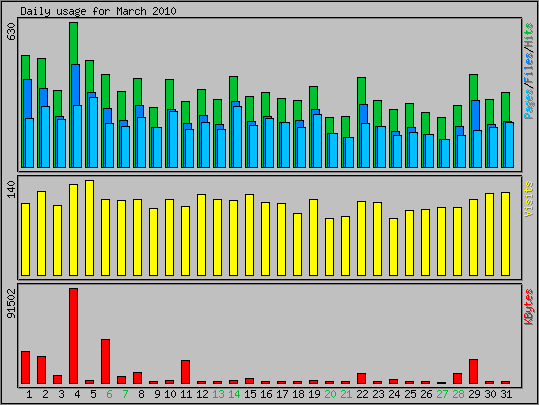 Daily usage for March 2010
630
Pages/Files/Hits
140
Visits
91502
KBytes
1 2 3 4 5 6 7 8 9 10 11 12 13 14 15 16 17 18 19 20 21 22 23 24 25 26 27 28 29 30 31